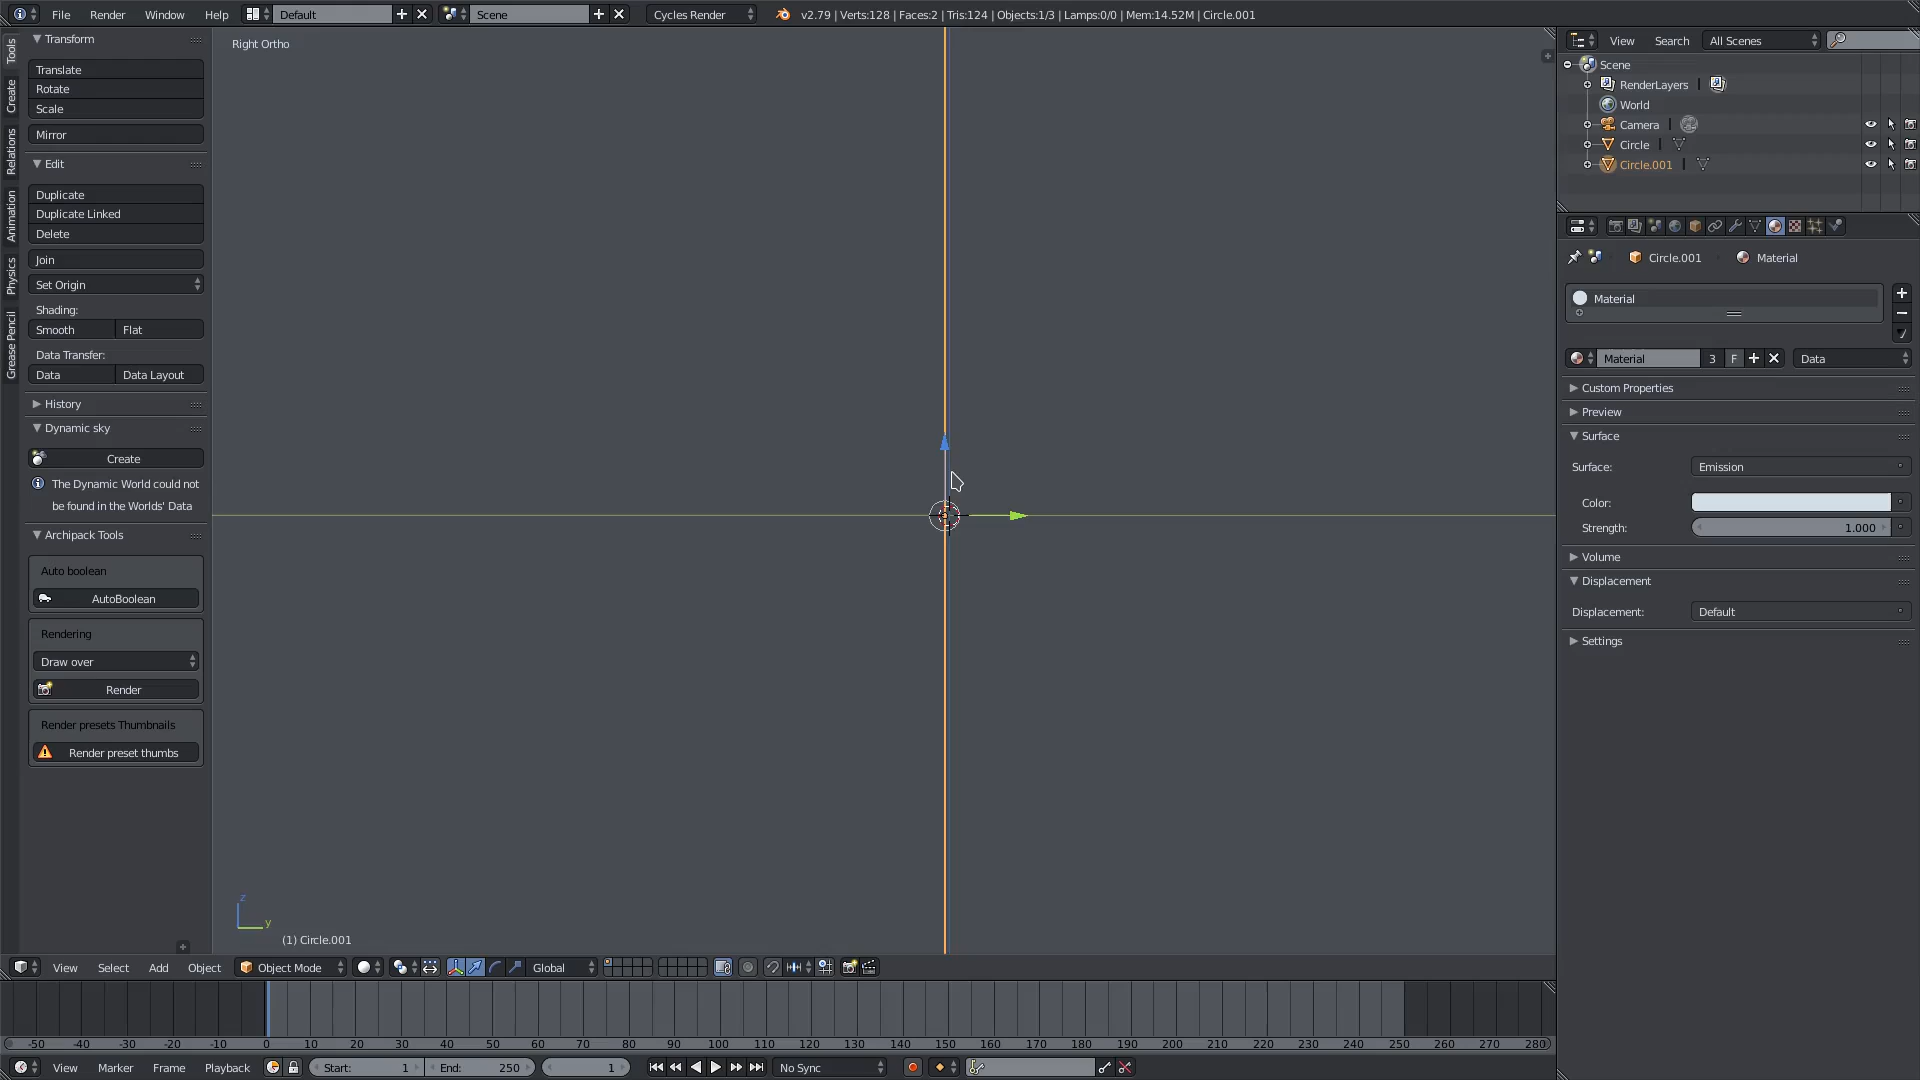 File Render Window Help Default Scene Cycles Render v2.79 | Verts:128 | Faces:2 | Tris:124 | Objects:1/3 | Lamps:0/0 | Mem:14.52M | Circle.001
Tools
Create
Relations
Animation
Physics
Grease Pencil
Transform
Translate
Rotate
Scale
Mirror
Edit
Duplicate
Duplicate Linked
Delete
Join
Set Origin
Shading:
Smooth Flat
Data Transfer:
Data Data Layout
History
Dynamic sky
Create
The Dynamic World could not
be found in the Worlds' Data
Archipack Tools
Auto boolean
AutoBoolean
Rendering
Draw over
Render
Render presets Thumbnails
Render preset thumbs
Right Ortho
z
y
(1) Circle.001
View Search All Scenes
Scene
RenderLayers
World
Camera
Circle
Circle.001
Circle.001 Material
Material
Material 3 F Data
Custom Properties
Preview
Surface
Surface: Emission
Color:
Strength: 1.000
Volume
Displacement
Displacement: Default
Settings
View Select Add Object Object Mode Global
-50 -40 -30 -20 -10 0 10 20 30 40 50 60 70 80 90 100 110 120 130 140 150 160 170 180 190 200 210 220 230 240 250 260 270 280
View Marker Frame Playback Start: 1 End: 250 1 No Sync